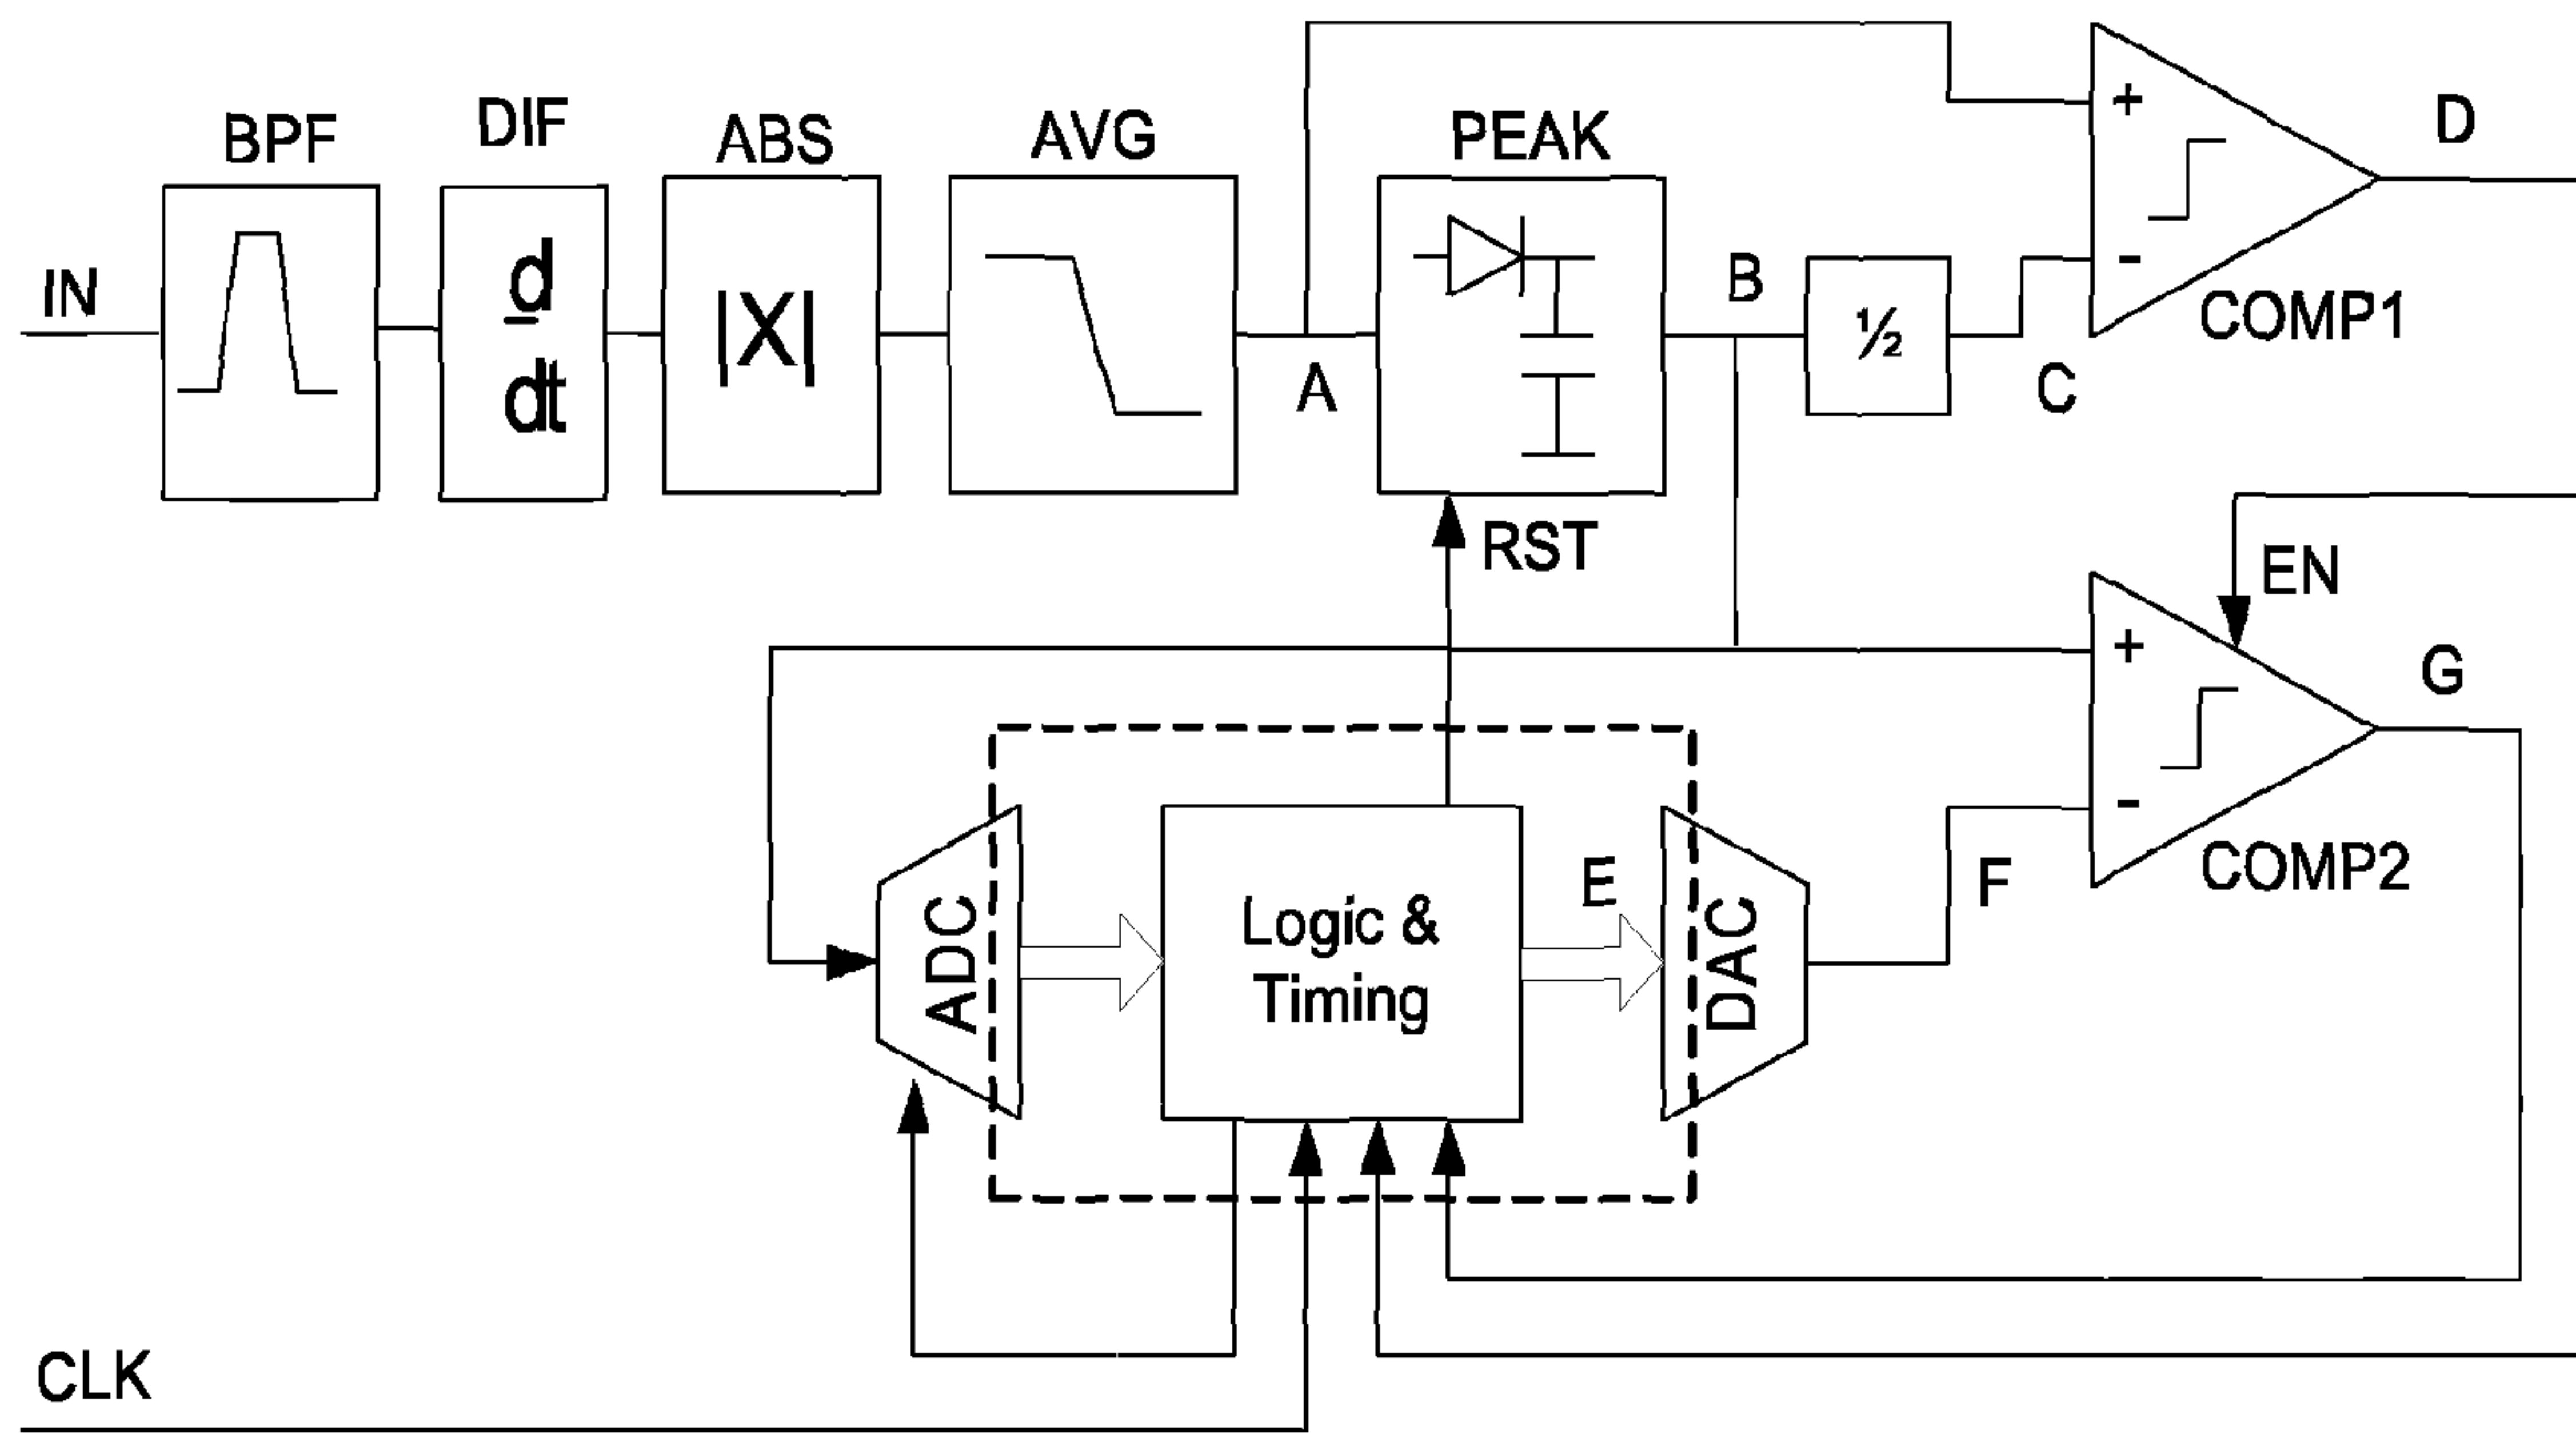 BPF
DIF
ABS
AVG
PEAK
+
D
IN
d
dt
|X|
A
B
½
C
-
COMP1
RST
EN
+
G
ADC
Logic &
Timing
E
DAC
F
-
COMP2
CLK